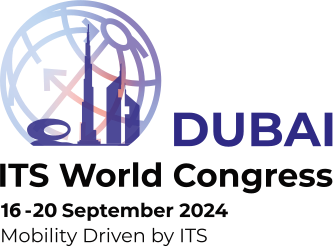 DUBAI
ITS World Congress
16-20 September 2024
Mobility Driven by ITS